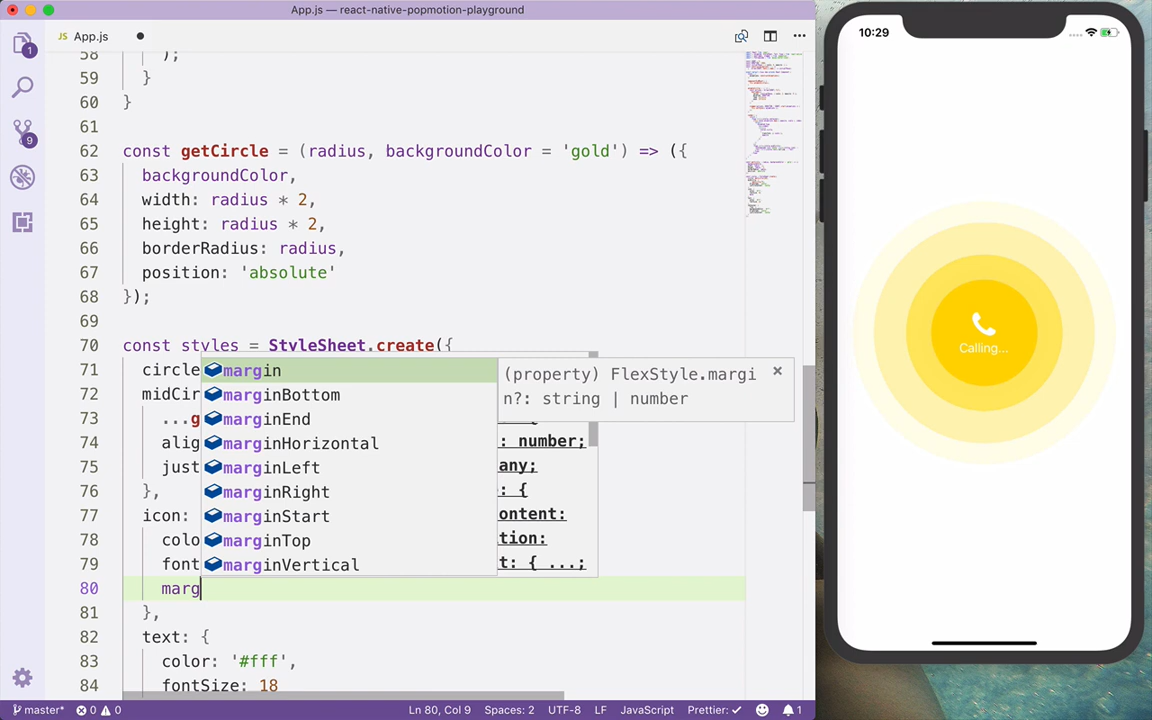 App.js — react-native-popmotion-playground
JS App.js
1
9
58 );
59 }
60 }
61
62 const getCircle = (radius, backgroundColor = 'gold') => ({
63 backgroundColor,
64 width: radius * 2,
65 height: radius * 2,
66 borderRadius: radius,
67 position: 'absolute'
68 });
69
70 const styles = StyleSheet.create({
71 circle
72 midCir
73 ...g
74 alig
75 just
76 },
77 icon:
78 colo
79 font
80 marg
81 },
82 text: {
83 color: '#fff',
84 fontSize: 18
margin
marginBottom
marginEnd
marginHorizontal
marginLeft
marginRight
marginStart
marginTop
marginVertical
(property) FlexStyle.margi
n?: string | number
×
: number;
any;
: {
ontent:
tion:
t: { ...;
master*
0
0
Ln 80, Col 9
Spaces: 2
UTF-8
LF
JavaScript
Prettier: ✓
1
10:29
Calling...